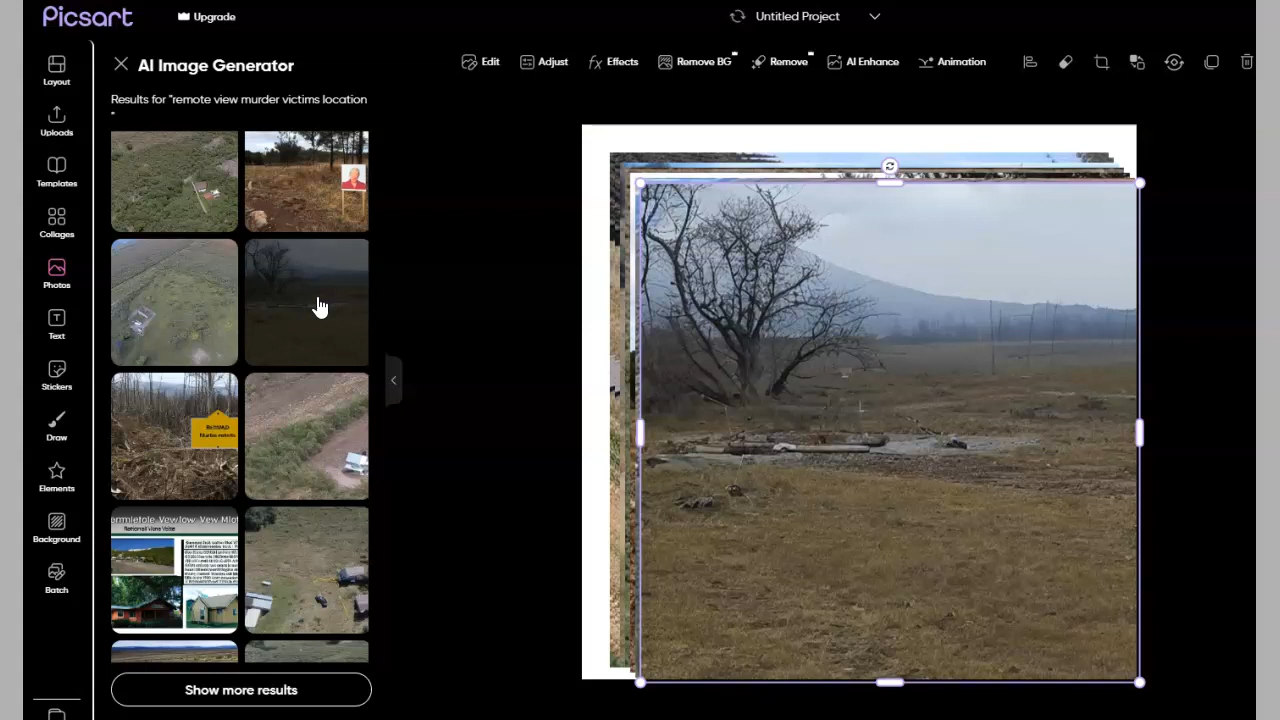 Picsart
Upgrade
Untitled Project
Layout
Uploads
Templates
Collages
Photos
Text
Stickers
Draw
Elements
Background
Batch
AI Image Generator
Results for "remote view murder victims location
"
Show more results
Edit
Adjust
fx Effects
Remove BG
Remove
AI Enhance
Animation